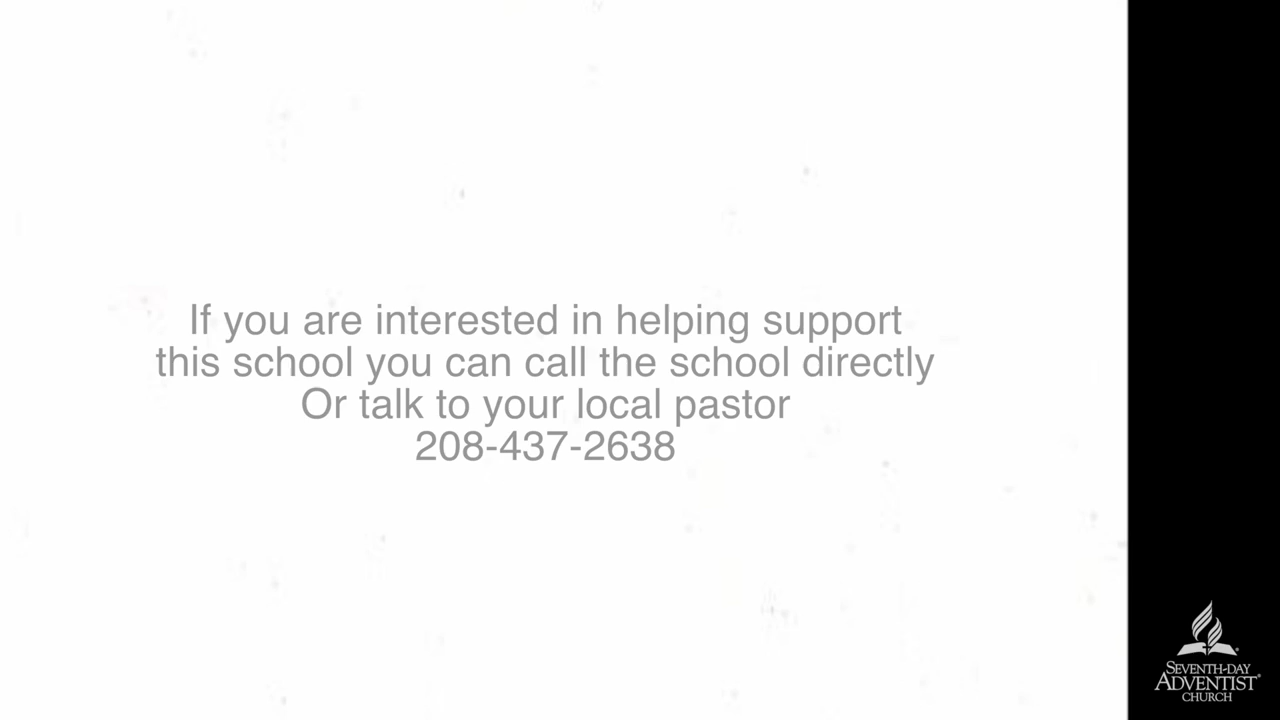 If you are interested in helping support
this school you can call the school directly
Or talk to your local pastor
208-437-2638
SEVENTH-DAY
ADVENTIST®
CHURCH